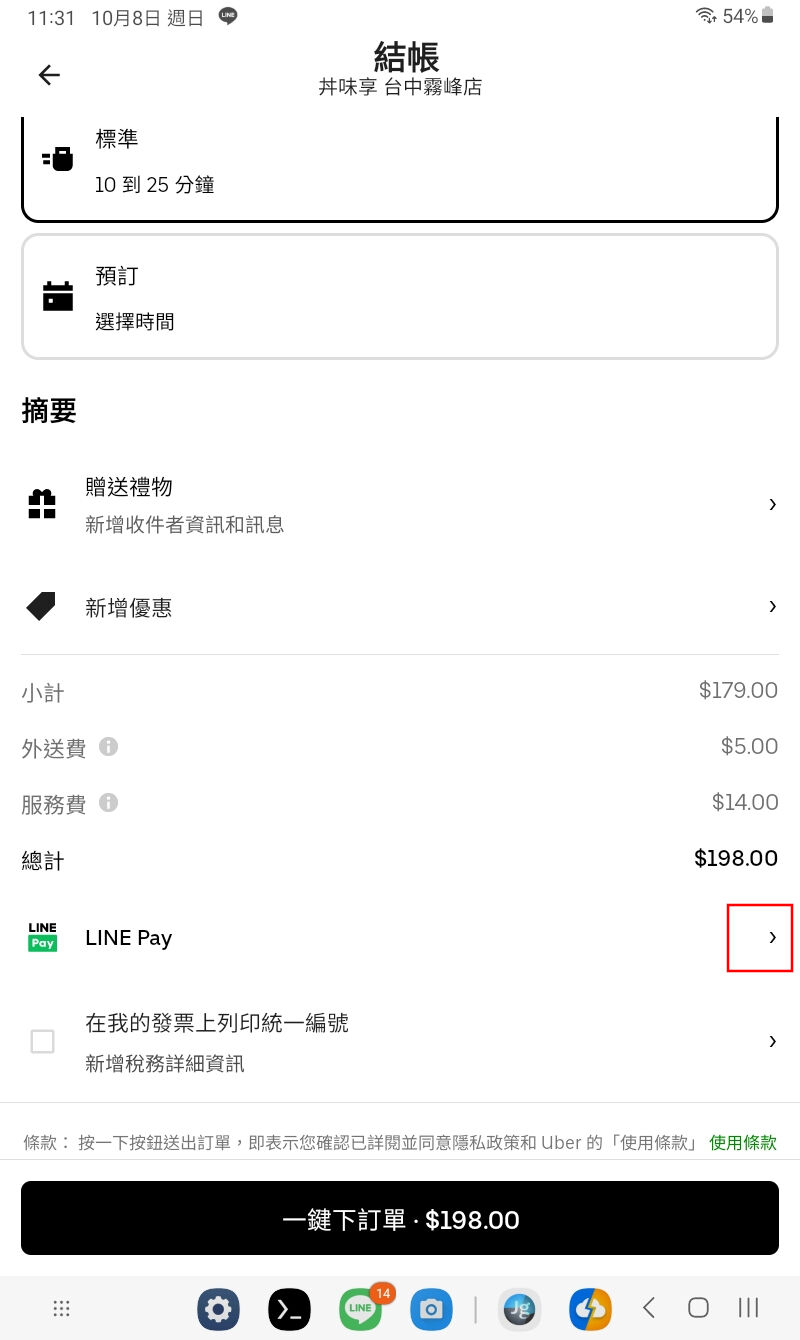 11:31 10月8日 週日 LINE 54%
結帳
丼味享 台中霧峰店
標準
10 到 25 分鐘
預訂
選擇時間
摘要
贈送禮物
新增收件者資訊和訊息
新增優惠
小計 $179.00
外送費 $5.00
服務費 $14.00
總計 $198.00
LINE Pay LINE Pay
在我的發票上列印統一編號
新增稅務詳細資訊
條款： 按一下按鈕送出訂單，即表示您確認已詳閱並同意隱私政策和 Uber 的「使用條款」 使用條款
一鍵下訂單 · $198.00
LINE 14 Jg